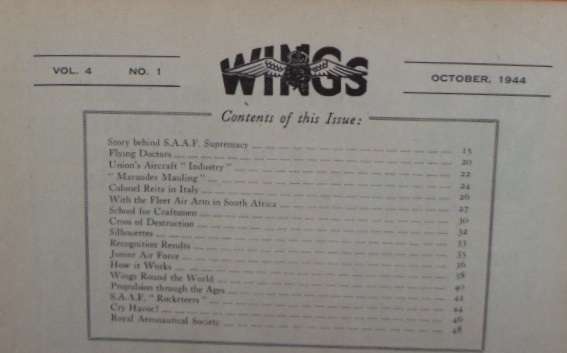 VOL. 4 NO. 1
WINGS
OCTOBER, 1944
Contents of this Issue:
Story behind S.A.A.F. Supremacy 15
Flying Doctors 20
Union's Aircraft " Industry " 22
" Marauder Mauling " 24
Colonel Reitz in Italy 26
With the Fleet Air Arm in South Africa 27
School for Craftsmen 30
Cross of Destruction 32
Silhouettes 33
Recognition Results 35
Junior Air Force 36
How it Works 38
Wings Round the World 40
Propulsion through the Ages 42
S.A.A.F. " Rocketeers " 44
Cry Havoc! 46
Royal Aeronautical Society 48